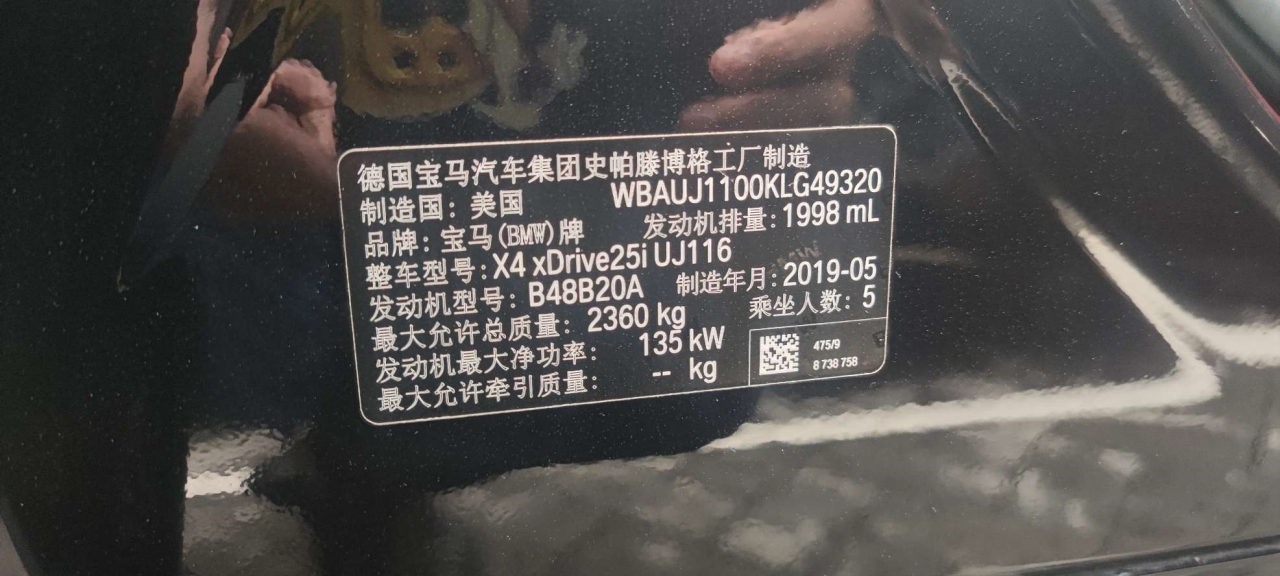 德国宝马汽车集团史帕滕博格工厂制造
制造国：美国 WBAUJ1100KLG49320
品牌：宝马(BMW)牌 发动机排量：1998 mL
整车型号：X4 xDrive25i UJ116
发动机型号：B48B20A 制造年月：2019-05
最大允许总质量：2360 kg 乘坐人数：5
发动机最大净功率：135 kW
最大允许牵引质量：-- kg
475/9
8 738 758